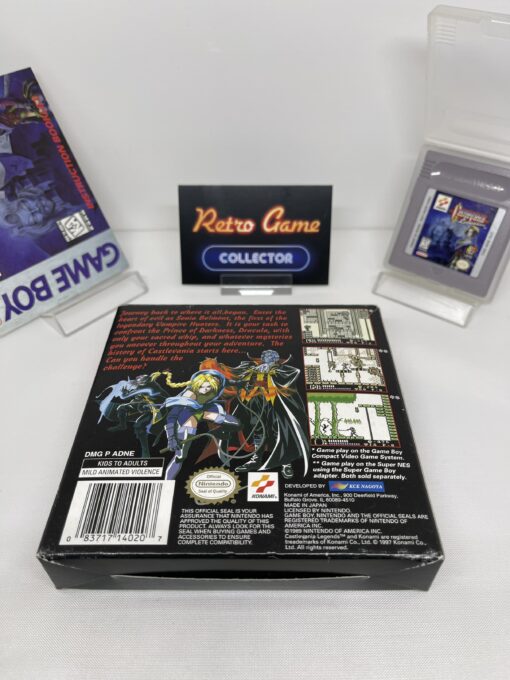 INSTRUCTION BOOKLET
GAME BOY
Retro Game
COLLECTOR
KONAMI
Journey back to where it all began. Enter the
heart of evil as Sonia Belmont, the first of the
legendary Vampire Hunters. It is your task to
confront the Prince of Darkness, Dracula, with
only your sacred whip, and whatever mysteries
you uncover throughout your adventure. The
history of Castlevania starts here...
Can you handle the
challenge?
**
**
DMG P ADNE
KIDS TO ADULTS
MILD ANIMATED VIOLENCE
0 83717 14020 7
Official
Nintendo
Seal of Quality
KONAMI
THIS OFFICIAL SEAL IS YOUR
ASSURANCE THAT NINTENDO HAS
APPROVED THE QUALITY OF THIS
PRODUCT. ALWAYS LOOK FOR THIS
SEAL WHEN BUYING GAMES AND
ACCESSORIES TO ENSURE
COMPLETE COMPATIBILITY.
* Game play on the Game Boy
Compact Video Game System.
** Game play on the Super NES
using the Super Game Boy
adapter. Both sold separately.
DEVELOPED BY KCE NAGOYA
Konami of America, Inc., 900 Deerfield Parkway,
Buffalo Grove, IL 60089-4510
MADE IN JAPAN
LICENSED BY NINTENDO.
GAME BOY, NINTENDO AND THE OFFICIAL SEALS ARE
REGISTERED TRADEMARKS OF NINTENDO OF
AMERICA INC.
©1989 NINTENDO OF AMERICA INC.
Castlevania Legends™ and Konami are registered
trademarks of Konami Co., Ltd. © 1997 Konami Co., Ltd.
All rights reserved.